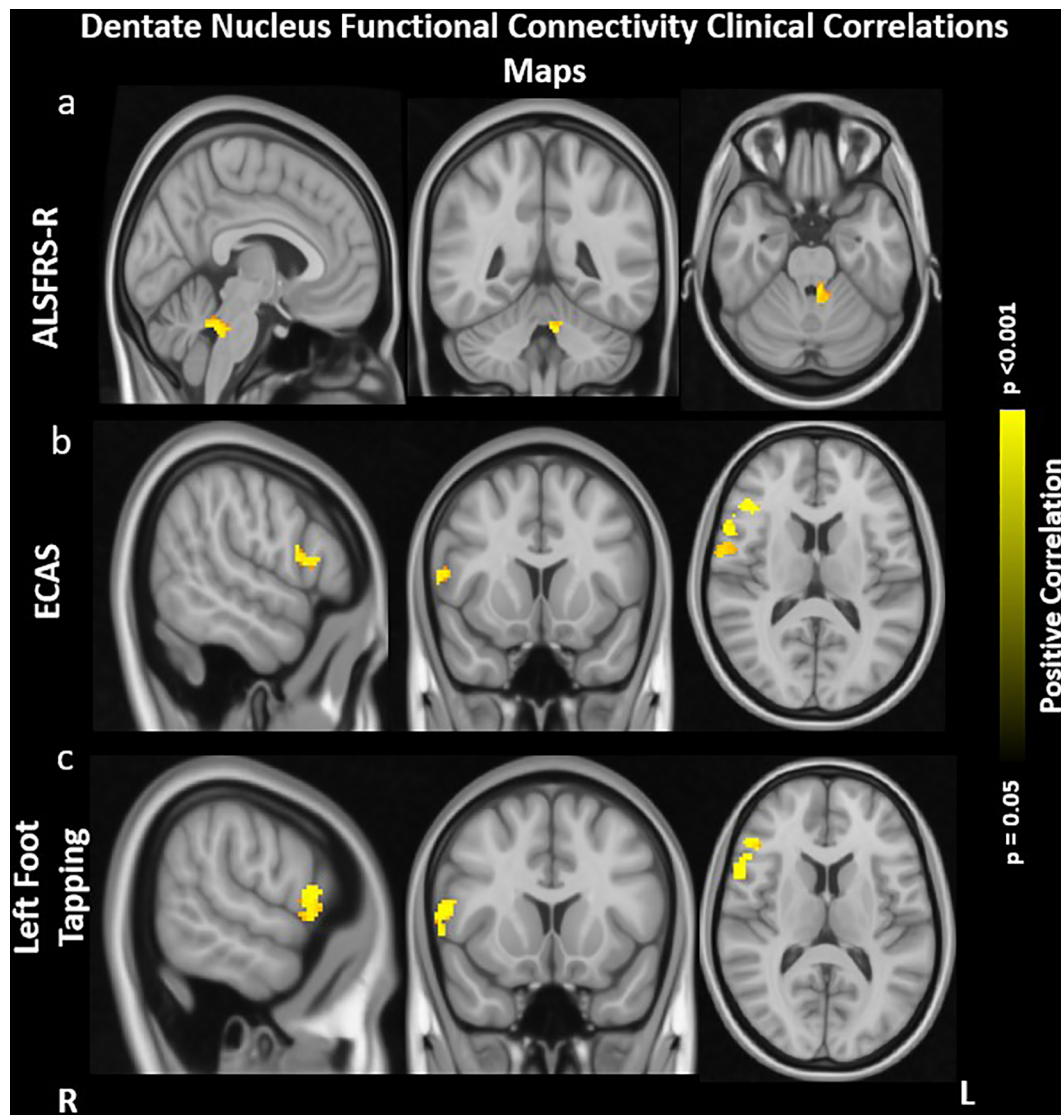 Dentate Nucleus Functional Connectivity Clinical Correlations
Maps
a
ALSFRS-R
b
ECAS
c
Left Foot
Tapping
p <0.001
Positive Correlation
p = 0.05
R
L